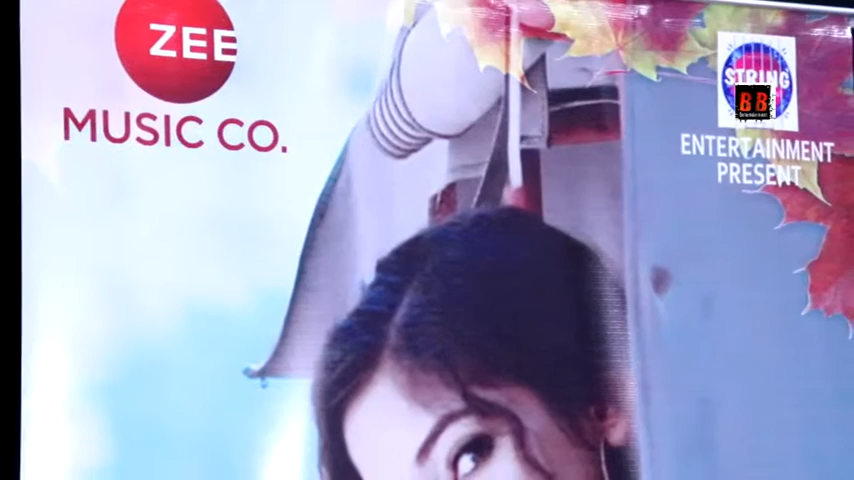 ZEE
MUSIC CO.
STRING
BB
ENTERTAINMENT
PRESENT